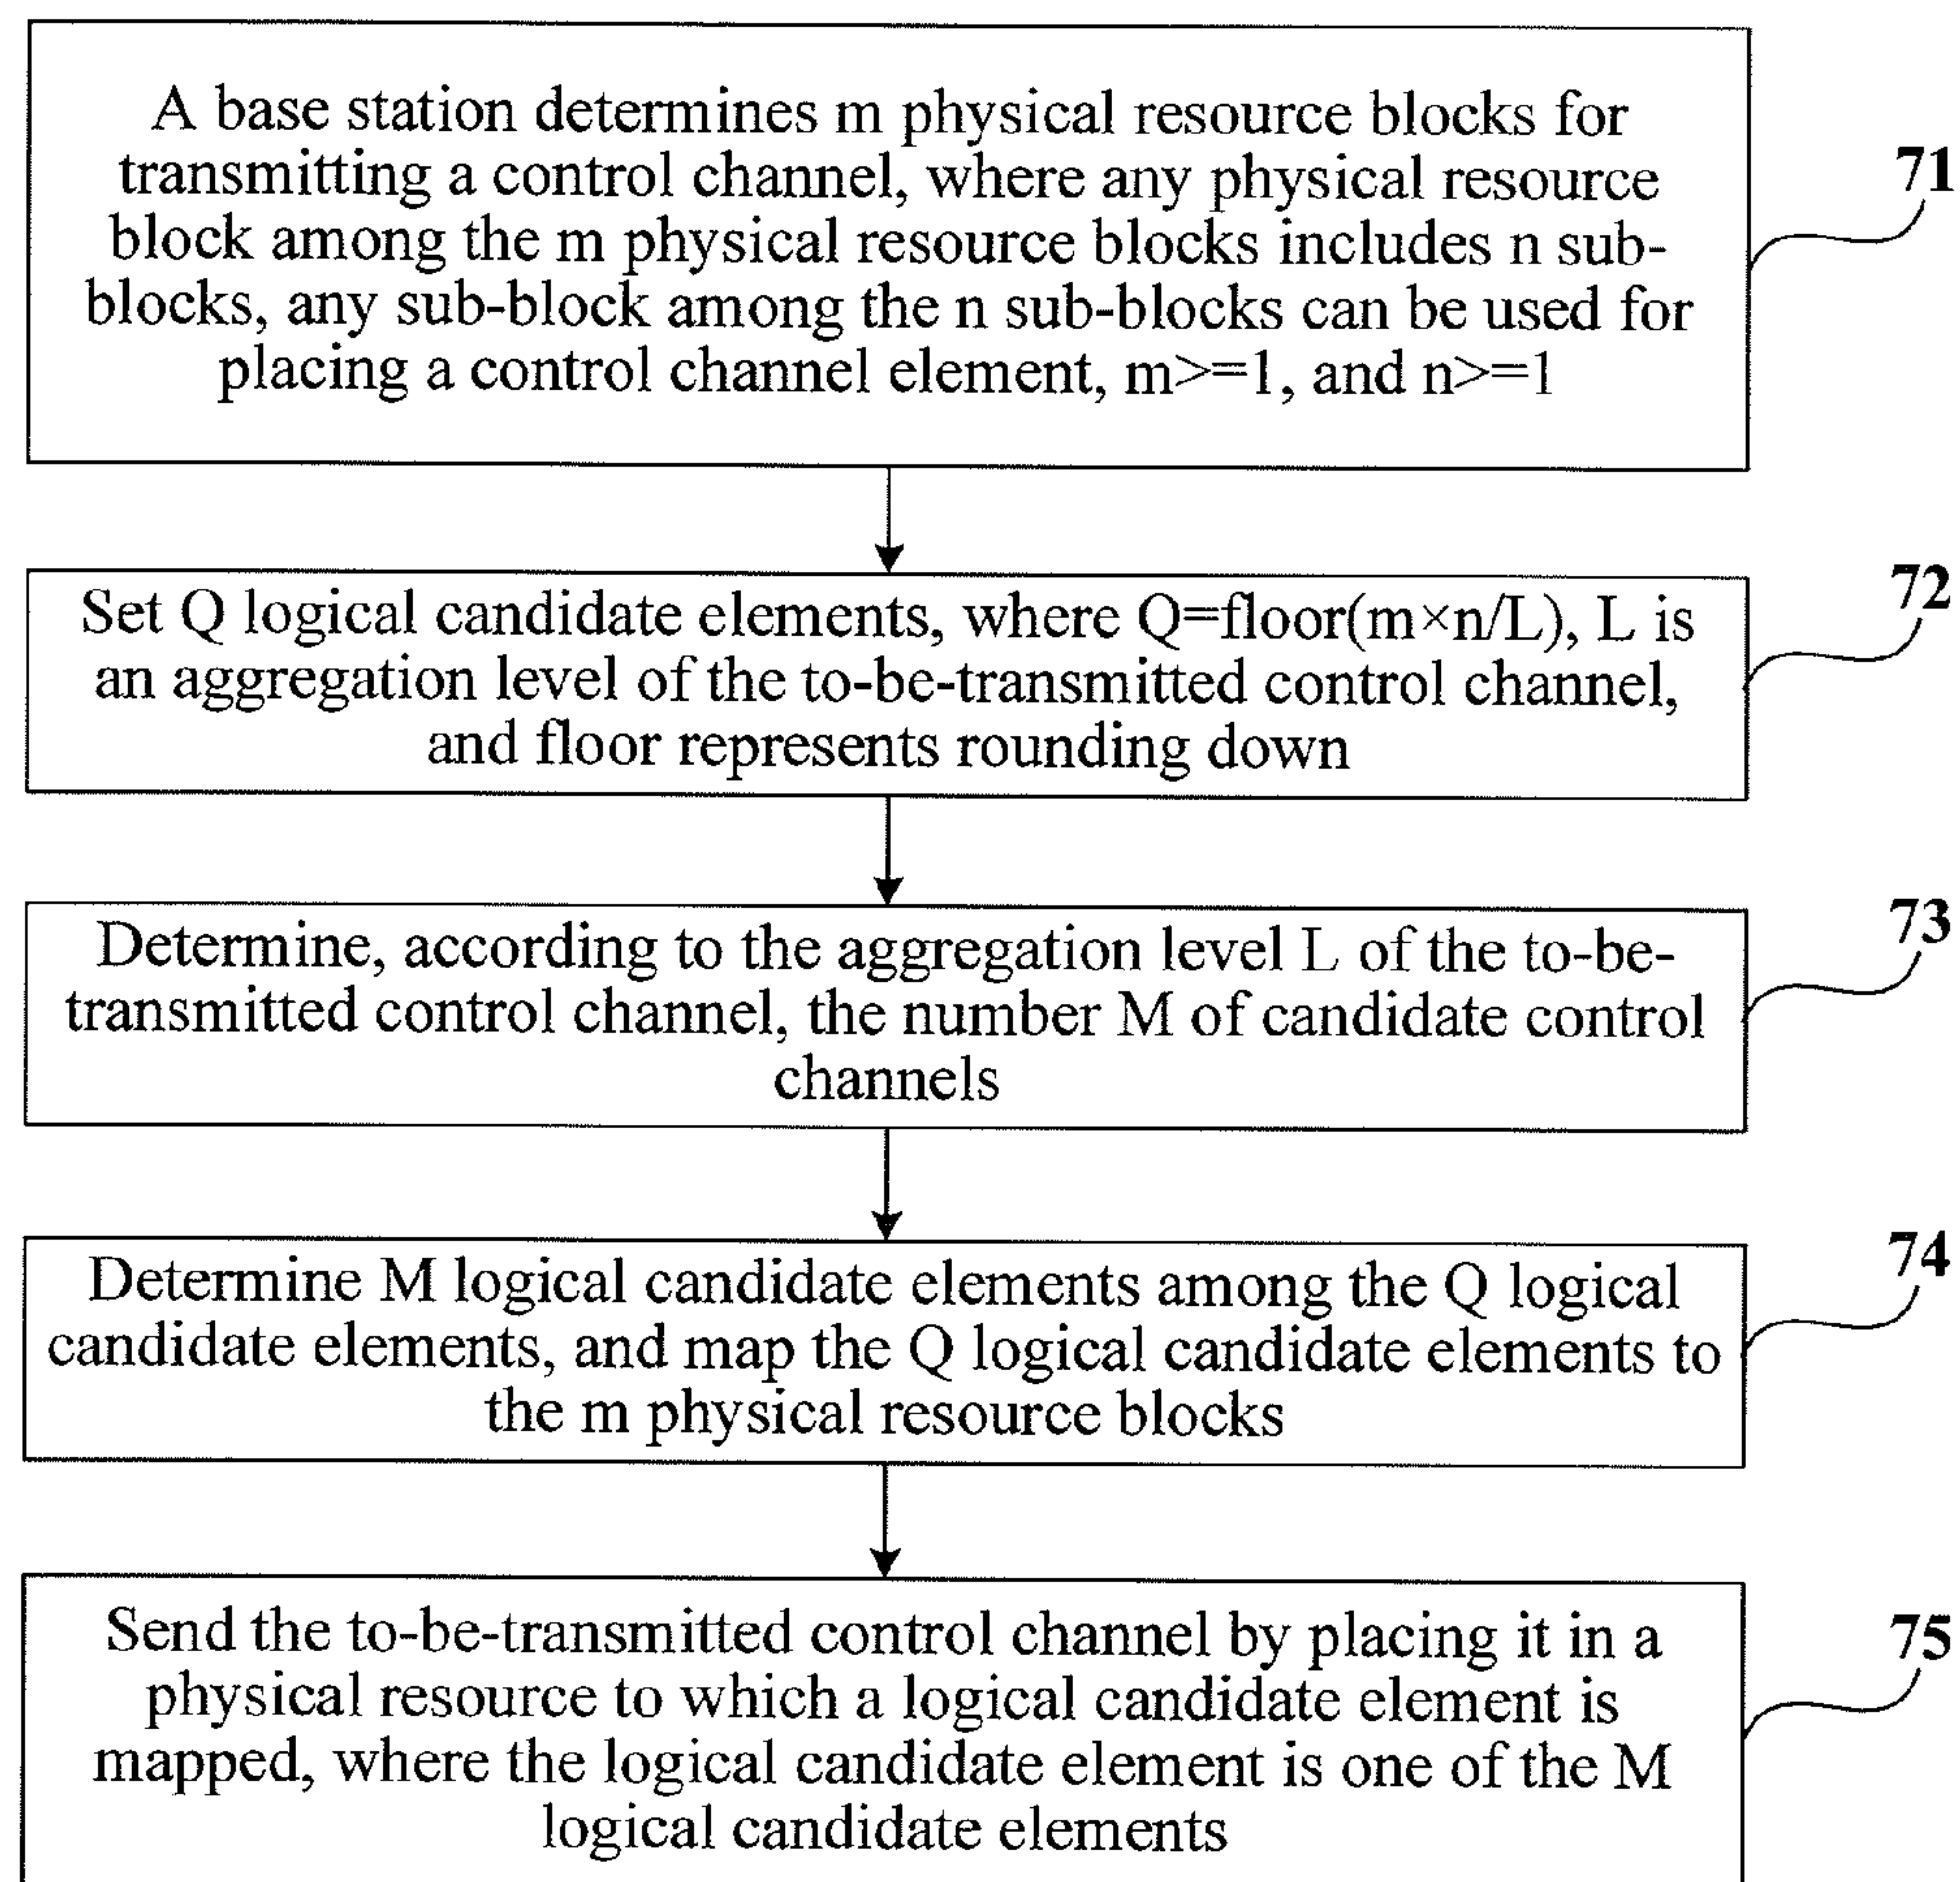 A base station determines m physical resource blocks for
transmitting a control channel, where any physical resource
block among the m physical resource blocks includes n sub-
blocks, any sub-block among the n sub-blocks can be used for
placing a control channel element, m>=1, and n>=1
71
Set Q logical candidate elements, where Q=floor(m×n/L), L is
an aggregation level of the to-be-transmitted control channel,
and floor represents rounding down
72
Determine, according to the aggregation level L of the to-be-
transmitted control channel, the number M of candidate control
channels
73
Determine M logical candidate elements among the Q logical
candidate elements, and map the Q logical candidate elements to
the m physical resource blocks
74
Send the to-be-transmitted control channel by placing it in a
physical resource to which a logical candidate element is
mapped, where the logical candidate element is one of the M
logical candidate elements
75